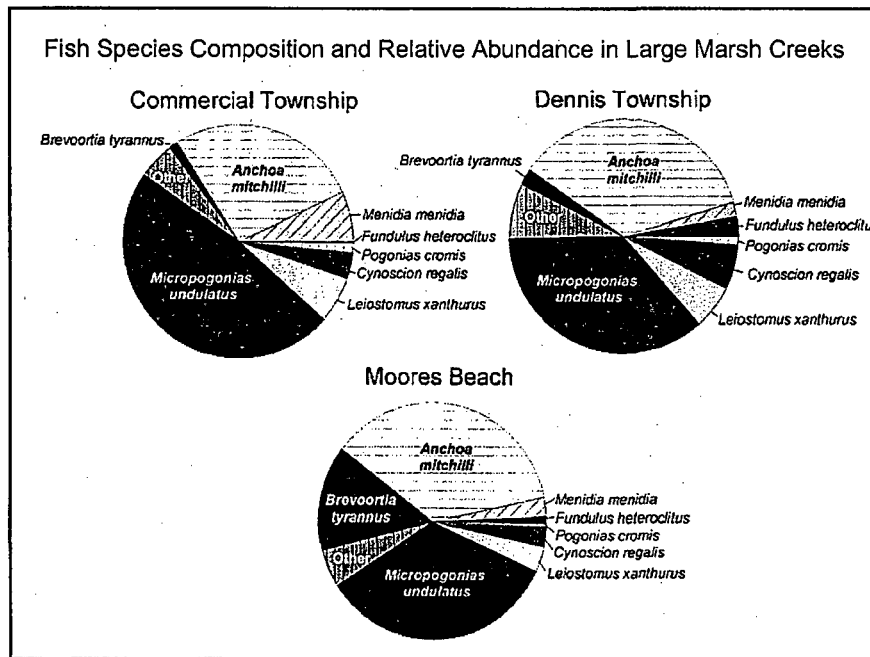 Fish Species Composition and Relative Abundance in Large Marsh Creeks
Commercial Township
Brevoortia tyrannus
Other
Anchoa
mitchilli
Menidia menidia
Fundulus heteroclitus
Pogonias cromis
Cynoscion regalis
Leiostomus xanthurus
Micropogonias
undulatus
Dennis Township
Brevoortia tyrannus
Other
Anchoa
mitchilli
Menidia menidia
Fundulus heteroclitu
Pogonias cromis
Cynoscion regalis
Leiostomus xanthurus
Micropogonias
undulatus
Moores Beach
Anchoa
mitchilli
Brevoortia
tyrannus
Other
Menidia menidia
Fundulus heteroclitus
Pogonias cromis
Cynoscion regalis
Leiostomus xanthurus
Micropogonias
undulatus